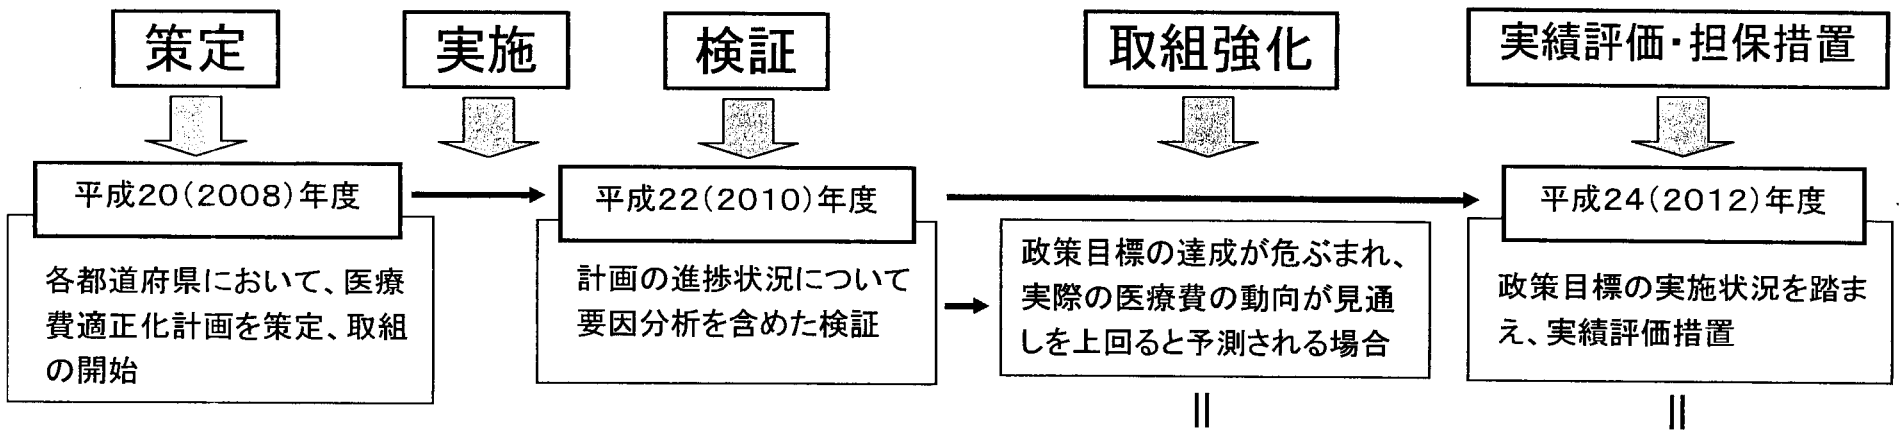 策定
実施
検証
取組強化
実績評価・担保措置
平成20(2008)年度
平成22(2010)年度
平成24(2012)年度
各都道府県において、医療
費適正化計画を策定、取組
の開始
計画の進捗状況について
要因分析を含めた検証
政策目標の達成が危ぶまれ、
実際の医療費の動向が見通
しを上回ると予測される場合
政策目標の実施状況を踏ま
え、実績評価措置